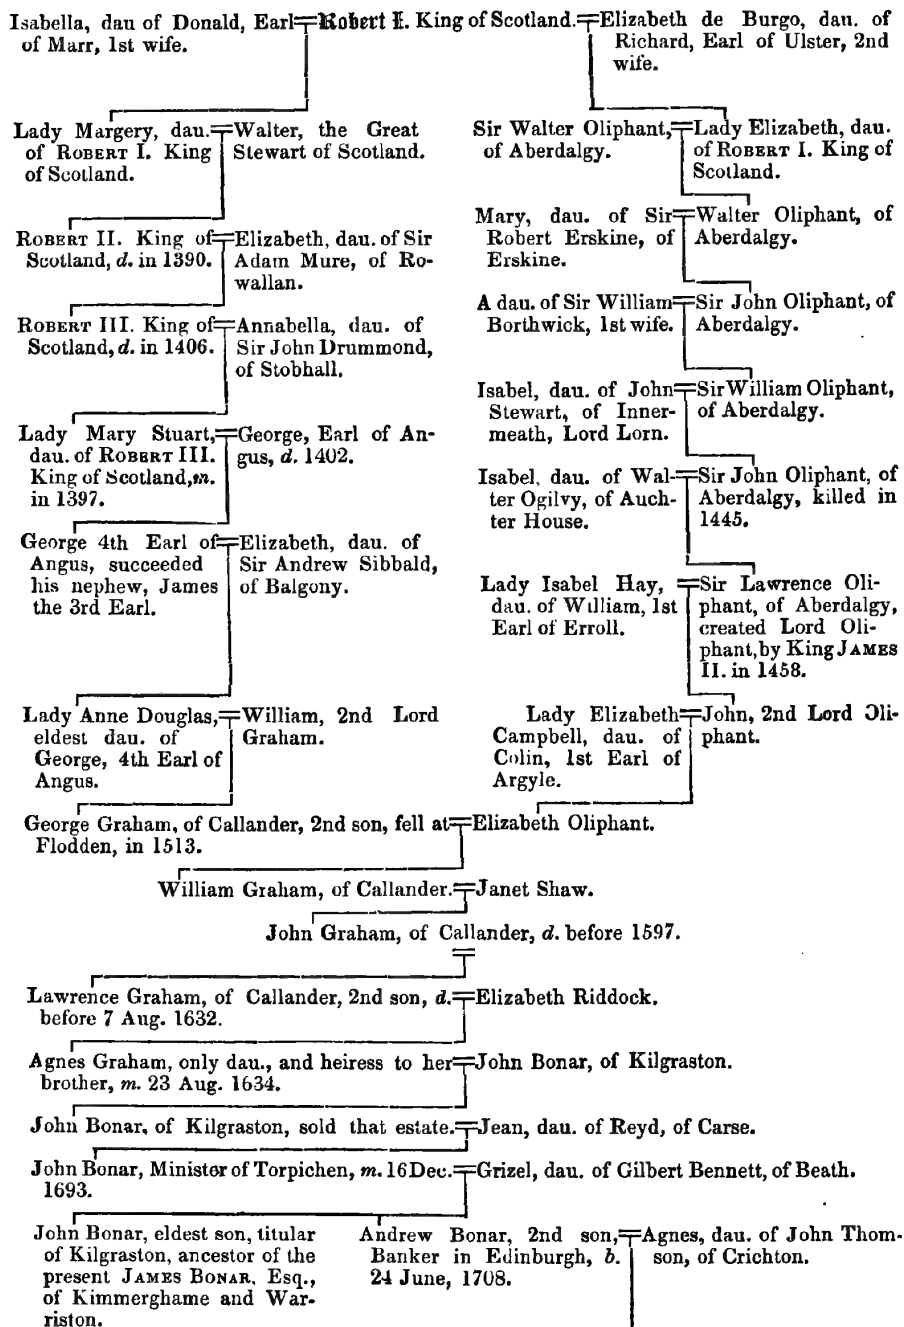 Isabella, dau of Donald, Earl of Marr, 1st wife.
Robert I. King of Scotland.
Elizabeth de Burgo, dau. of Richard, Earl of Ulster, 2nd wife.
Lady Margery, dau. of ROBERT I. King of Scotland.
Walter, the Great Stewart of Scotland.
Sir Walter Oliphant, of Aberdalgy.
Lady Elizabeth, dau. of ROBERT I. King of Scotland.
ROBERT II. King of Scotland, d. in 1390.
Elizabeth, dau. of Sir Adam Mure, of Rowallan.
Mary, dau. of Sir Robert Erskine, of Erskine.
Walter Oliphant, of Aberdalgy.
ROBERT III. King of Scotland, d. in 1406.
Annabella, dau. of Sir John Drummond, of Stobhall.
A dau. of Sir William Borthwick, 1st wife.
Sir John Oliphant, of Aberdalgy.
Isabel, dau. of John Stewart, of Innermeath, Lord Lorn.
Sir William Oliphant, of Aberdalgy.
Lady Mary Stuart, dau. of ROBERT III. King of Scotland, m. in 1397.
George, Earl of Angus, d. 1402.
Isabel, dau. of Walter Ogilvy, of Auchter House.
Sir John Oliphant, of Aberdalgy, killed in 1445.
George 4th Earl of Angus, succeeded his nephew, James the 3rd Earl.
Elizabeth, dau. of Sir Andrew Sibbald, of Balgony.
Lady Isabel Hay, dau. of William, 1st Earl of Erroll.
Sir Lawrence Oliphant, of Aberdalgy, created Lord Oliphant, by King JAMES II. in 1458.
Lady Anne Douglas, eldest dau. of George, 4th Earl of Angus.
William, 2nd Lord Graham.
Lady Elizabeth Campbell, dau. of Colin, 1st Earl of Argyle.
John, 2nd Lord Oliphant.
George Graham, of Callander, 2nd son, fell at Flodden, in 1513.
Elizabeth Oliphant.
William Graham, of Callander.
Janet Shaw.
John Graham, of Callander, d. before 1597.
Lawrence Graham, of Callander, 2nd son, d. before 7 Aug. 1632.
Elizabeth Riddock.
Agnes Graham, only dau., and heiress to her brother, m. 23 Aug. 1634.
John Bonar, of Kilgraston.
John Bonar, of Kilgraston, sold that estate.
Jean, dau. of Reyd, of Carse.
John Bonar, Minister of Torpichen, m. 16 Dec. 1693.
Grizel, dau. of Gilbert Bennett, of Beath.
John Bonar, eldest son, titular of Kilgraston, ancestor of the present JAMES BONAR, Esq., of Kimmerghame and Warriston.
Andrew Bonar, 2nd son, Banker in Edinburgh, b. 24 June, 1708.
Agnes, dau. of John Thomson, of Crichton.